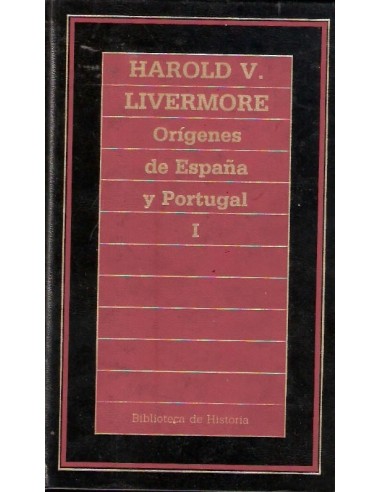 HAROLD V.
LIVERMORE
Orígenes
de España
y Portugal
I
Biblioteca de Historia